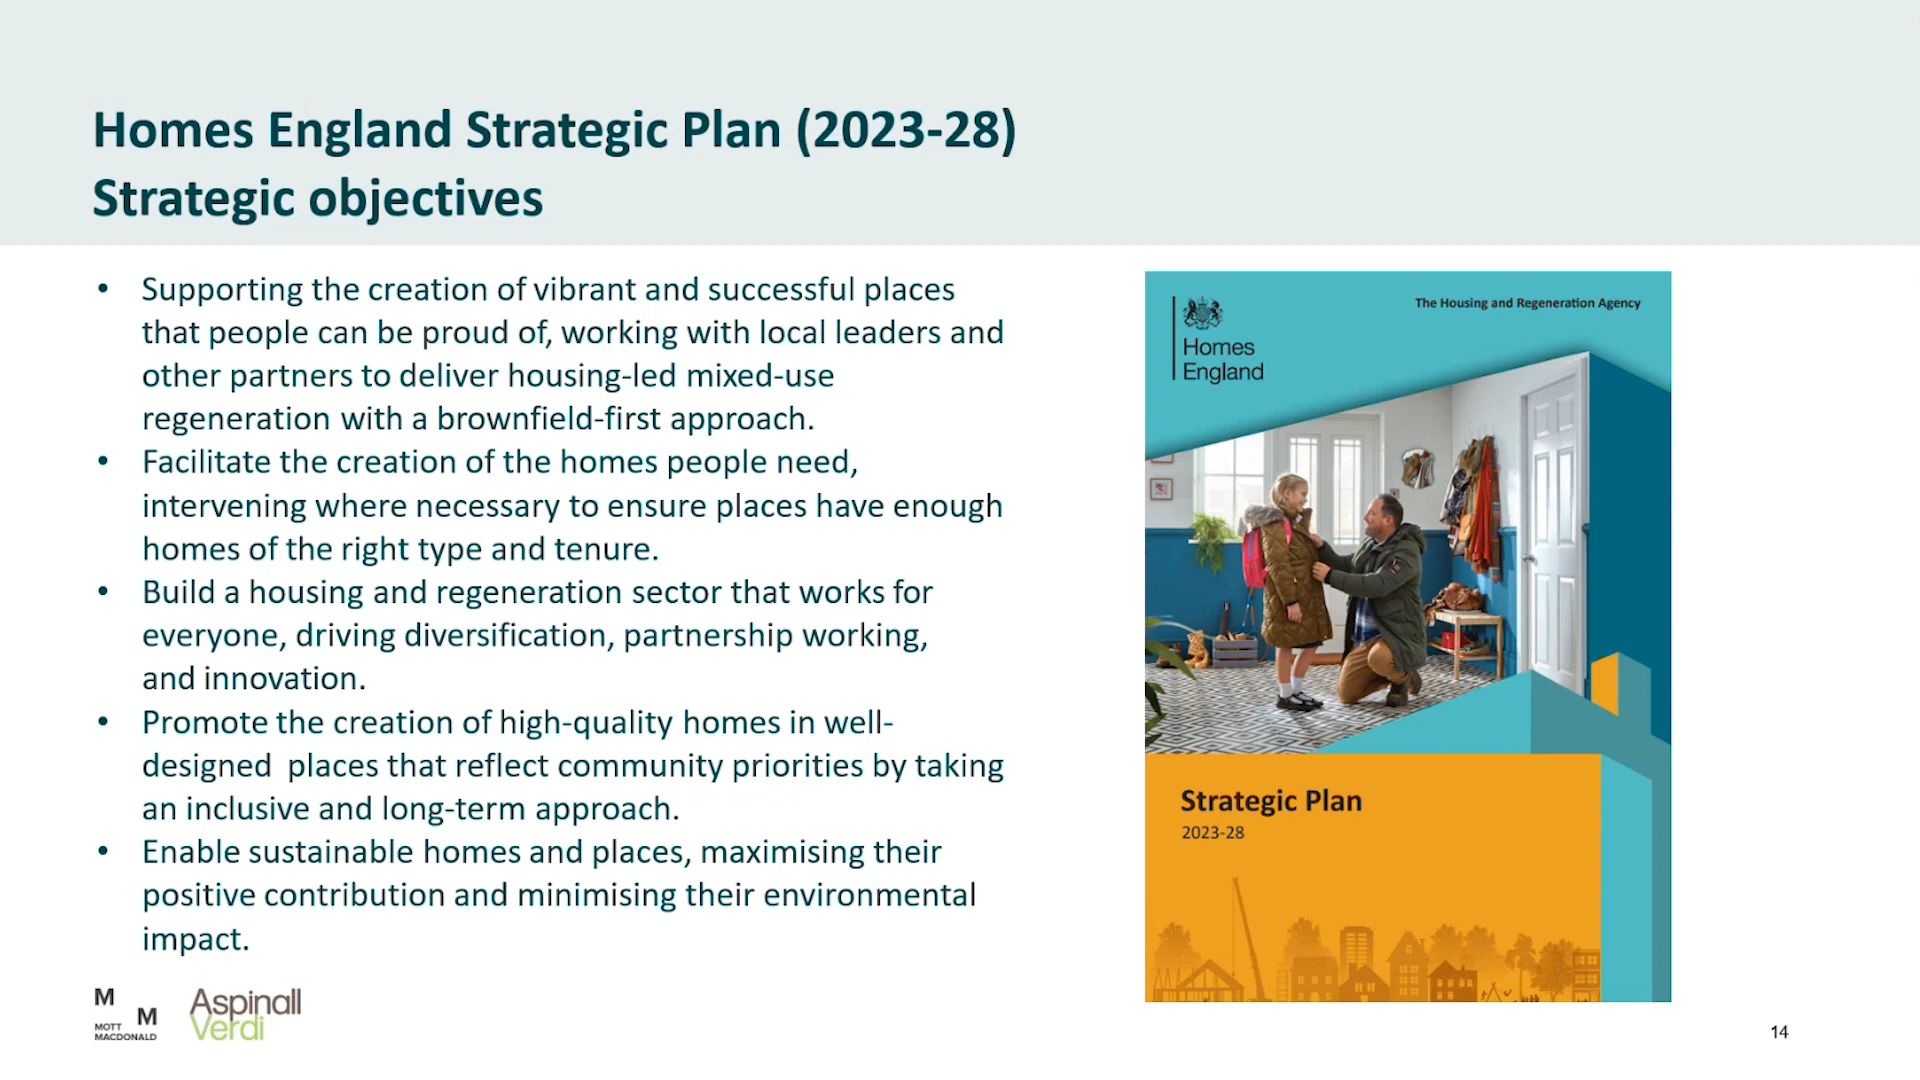 Homes England Strategic Plan (2023-28)
Strategic objectives
• Supporting the creation of vibrant and successful places
that people can be proud of, working with local leaders and
other partners to deliver housing-led mixed-use
regeneration with a brownfield-first approach.
• Facilitate the creation of the homes people need,
intervening where necessary to ensure places have enough
homes of the right type and tenure.
• Build a housing and regeneration sector that works for
everyone, driving diversification, partnership working,
and innovation.
• Promote the creation of high-quality homes in well-
designed  places that reflect community priorities by taking
an inclusive and long-term approach.
• Enable sustainable homes and places, maximising their
positive contribution and minimising their environmental
impact.
The Housing and Regeneration Agency
Homes
England
Strategic Plan
2023-28
M
M
MOTT
MACDONALD
Aspinall
Verdi
14